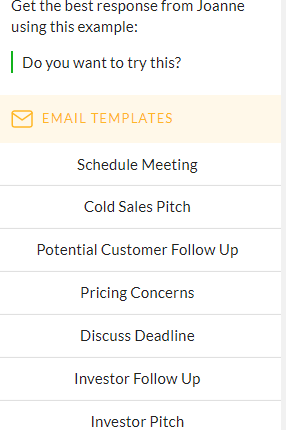 Get the best response from Joanne
using this example:
Do you want to try this?
EMAIL TEMPLATES
Schedule Meeting
Cold Sales Pitch
Potential Customer Follow Up
Pricing Concerns
Discuss Deadline
Investor Follow Up
Investor Pitch